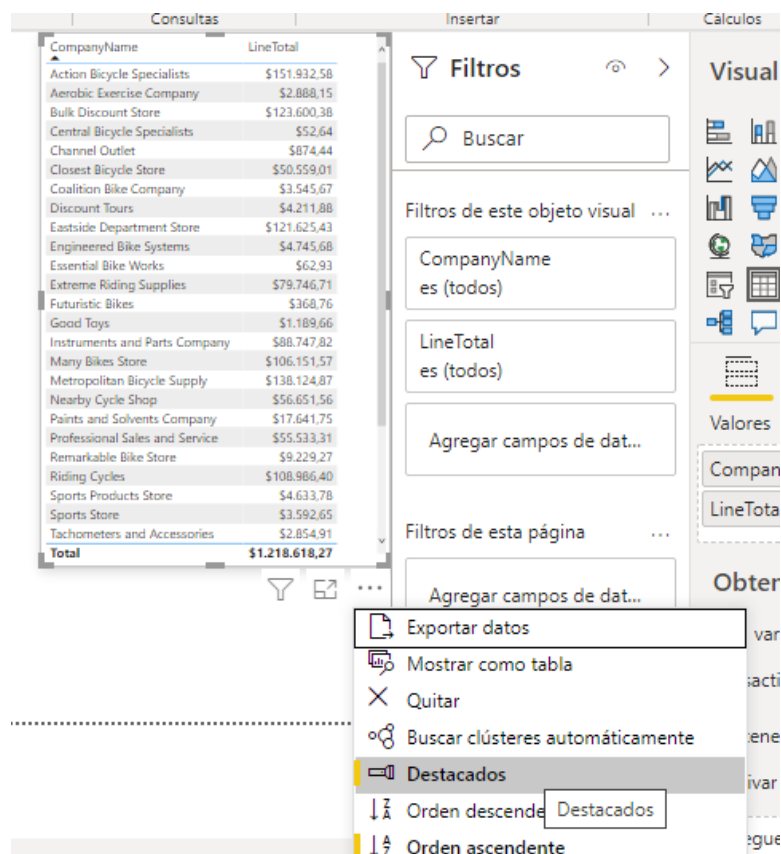 Consultas
Insertar
Cálculos
CompanyName LineTotal
Action Bicycle Specialists $151.932,58
Aerobic Exercise Company $2.888,15
Bulk Discount Store $123.600,38
Central Bicycle Specialists $52,64
Channel Outlet $874,44
Closest Bicycle Store $50.559,01
Coalition Bike Company $3.545,67
Discount Tours $4.211,88
Eastside Department Store $121.625,43
Engineered Bike Systems $4.745,68
Essential Bike Works $62,93
Extreme Riding Supplies $79.746,71
Futuristic Bikes $368,76
Good Toys $1.189,66
Instruments and Parts Company $88.747,82
Many Bikes Store $106.151,57
Metropolitan Bicycle Supply $138.124,87
Nearby Cycle Shop $56.651,56
Paints and Solvents Company $17.641,75
Professional Sales and Service $55.533,31
Remarkable Bike Store $9.229,27
Riding Cycles $108.986,40
Sports Products Store $4.633,78
Sports Store $3.592,65
Tachometers and Accessories $2.854,91
Total $1.218.618,27
Filtros
Buscar
Filtros de este objeto visual ...
CompanyName
es (todos)
LineTotal
es (todos)
Agregar campos de dat...
Filtros de esta página ...
Agregar campos de dat...
Visual
Valores
Compan
LineTota
Obten
var
sacti
ene
ivar
egue
Exportar datos
Mostrar como tabla
Quitar
Buscar clústeres automáticamente
Destacados
Orden descende
Destacados
Orden ascendente